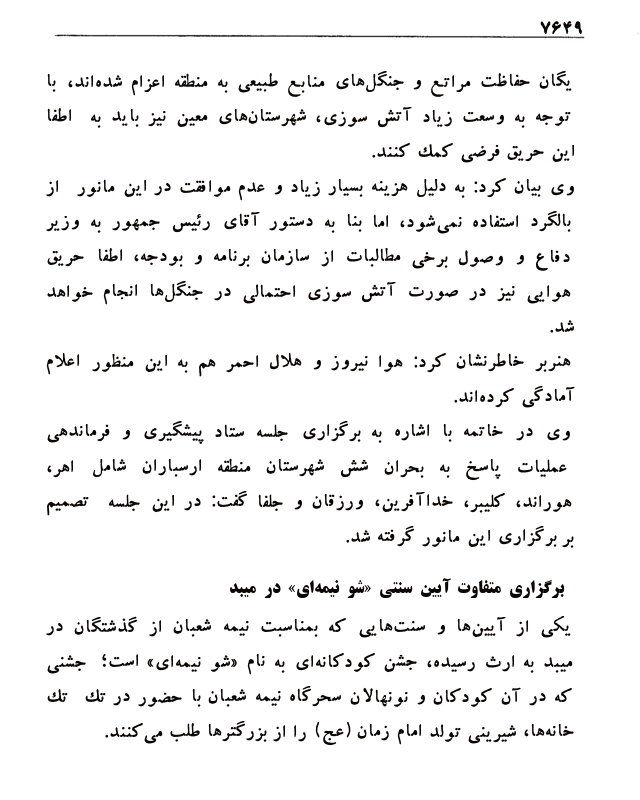 ۷۶۴۹
یگان حفاظت مراتع و جنگل‌های منابع طبیعی به منطقه اعزام شده‌اند، با
توجه به وسعت زیاد آتش سوزی، شهرستان‌های معین نیز باید به اطفا
این حریق فرضی کمك کنند.
وی بیان کرد: به دلیل هزینه بسیار زیاد و عدم موافقت در این مانور از
بالگرد استفاده نمی‌شود، اما بنا به دستور آقای رئیس جمهور به وزیر
دفاع و وصول برخی مطالبات از سازمان برنامه و بودجه، اطفا حریق
هوایی نیز در صورت آتش سوزی احتمالی در جنگل‌ها انجام خواهد
شد.
هنربر خاطرنشان کرد: هوا نیروز و هلال احمر هم به این منظور اعلام
آمادگی کرده‌اند.
وی در خاتمه با اشاره به برگزاری جلسه ستاد پیشگیری و فرماندهی
عملیات پاسخ به بحران شش شهرستان منطقه ارسباران شامل اهر،
هوراند، کلیبر، خداآفرین، ورزقان و جلفا گفت: در این جلسه تصمیم
بر برگزاری این مانور گرفته شد.
برگزاری متفاوت آیین سنتی «شو نیمه‌ای» در میبد
یکی از آیین‌ها و سنت‌هایی که بمناسبت نیمه شعبان از گذشتگان در
میبد به ارث رسیده، جشن کودکانه‌ای به نام «شو نیمه‌ای» است؛ جشنی
که در آن کودکان و نونهالان سحرگاه نیمه شعبان با حضور در تك تك
خانه‌ها، شیرینی تولد امام زمان (عج) را از بزرگترها طلب می‌کنند.